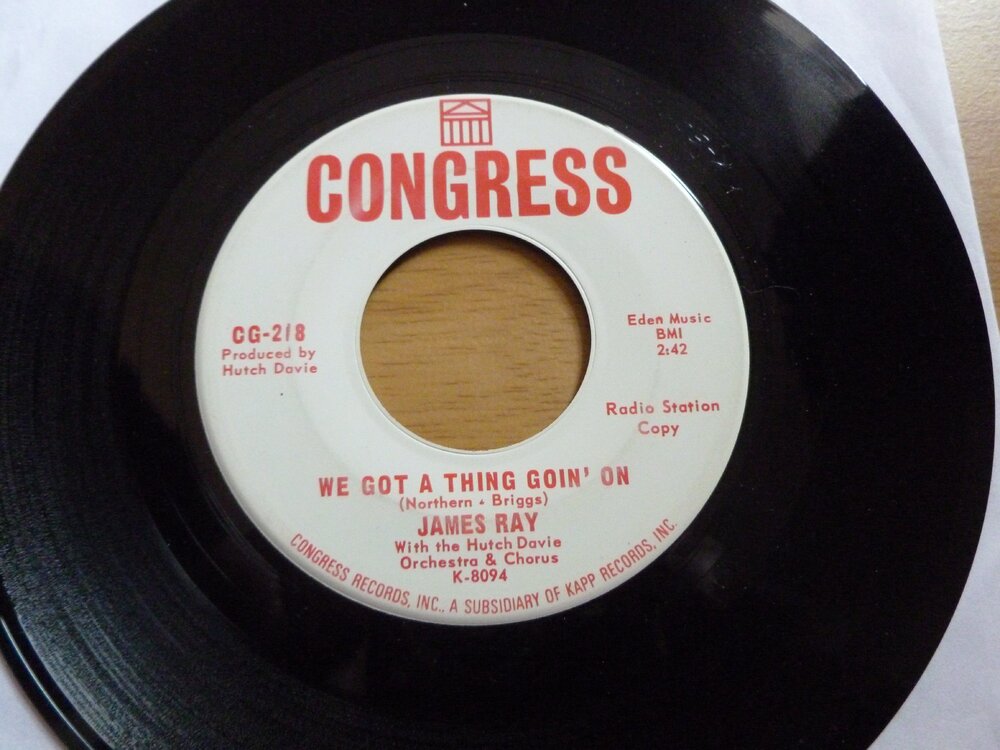 CONGRESS
CG-218
Produced by
Hutch Davie
Eden Music
BMI
2:42
Radio Station
Copy
WE GOT A THING GOIN' ON
(Northern - Briggs)
JAMES RAY
With the Hutch Davie
Orchestra & Chorus
K-8094
CONGRESS RECORDS, INC., A SUBSIDIARY OF KAPP RECORDS, INC.